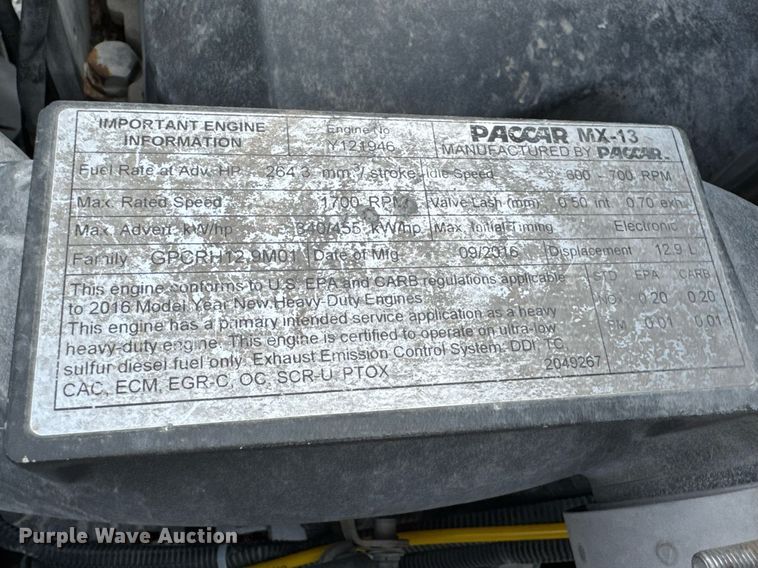 IMPORTANT ENGINE INFORMATION
Engine No Y121946
PACCAR MX-13
MANUFACTURED BY PACCAR
Fuel Rate at Adv. HP 264.3 mm³/stroke Idle Speed 600 - 700 RPM
Max. Rated Speed 1700 RPM Valve Lash (mm) 0.50 int. 0.70 exh.
Max. Advert. kW/hp 340/455 kW/hp Max. Initial Timing Electronic
Family GPCRH12.9M01 Date of Mfg 09/2016 Displacement 12.9 L
This engine conforms to U.S. EPA and CARB regulations applicable
to 2016 Model Year New Heavy-Duty Engines.
This engine has a primary intended service application as a heavy
heavy-duty engine. This engine is certified to operate on ultra-low
sulfur diesel fuel only. Exhaust Emission Control System: DDI, TC,
CAC, ECM, EGR-C, OC, SCR-U, PTOX
2049267
STD EPA CARB
NOX 0.20 0.20
PM 0.01 0.01
Purple Wave Auction